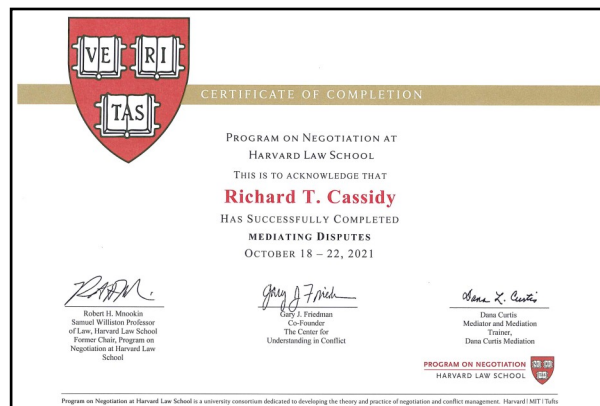 VE RI
TAS
CERTIFICATE OF COMPLETION
PROGRAM ON NEGOTIATION AT
HARVARD LAW SCHOOL
THIS IS TO ACKNOWLEDGE THAT
Richard T. Cassidy
HAS SUCCESSFULLY COMPLETED
MEDIATING DISPUTES
OCTOBER 18 – 22, 2021
Robert H. Mnookin
Samuel Williston Professor
of Law, Harvard Law School
Former Chair, Program on
Negotiation at Harvard Law
School
Gary J. Friedman
Co-Founder
The Center for
Understanding in Conflict
Dana L. Curtis
Dana Curtis
Mediator and Mediation
Trainer,
Dana Curtis Mediation
PROGRAM ON NEGOTIATION
HARVARD LAW SCHOOL
Program on Negotiation at Harvard Law School is a university consortium dedicated to developing the theory and practice of negotiation and conflict management. Harvard | MIT | Tufts